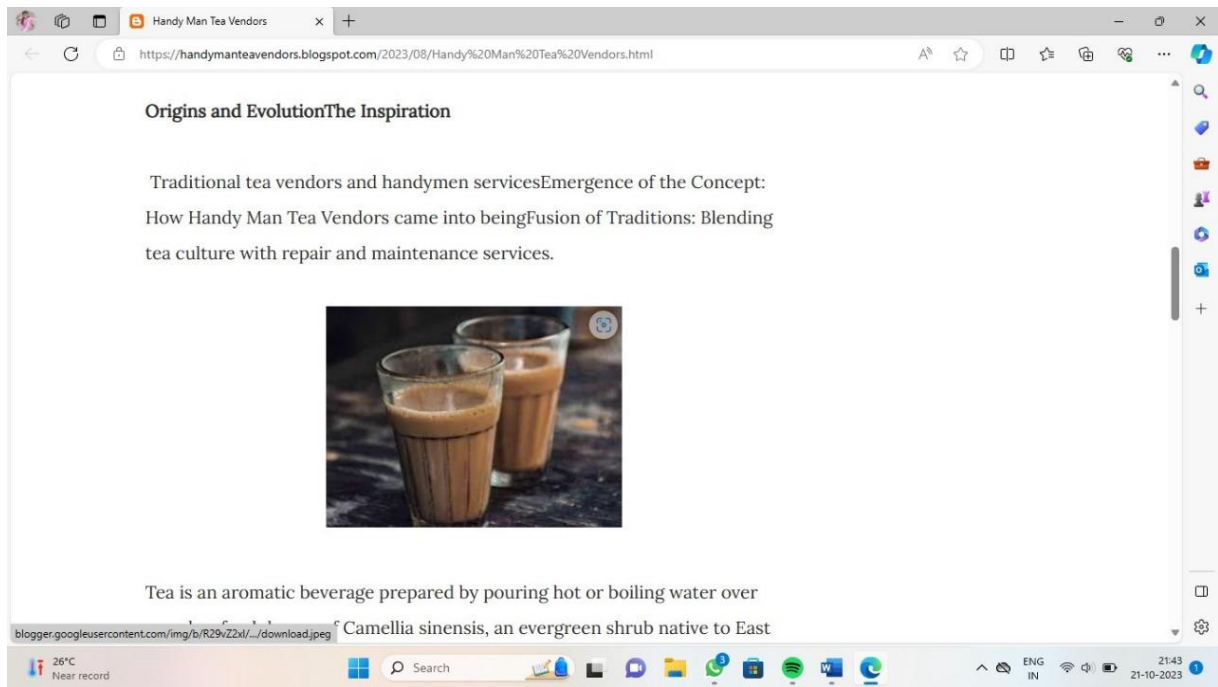 Handy Man Tea Vendors
https://handymanteavendors.blogspot.com/2023/08/Handy%20Man%20Tea%20Vendors.html
Origins and EvolutionThe Inspiration
Traditional tea vendors and handymen servicesEmergence of the Concept:
How Handy Man Tea Vendors came into beingFusion of Traditions: Blending
tea culture with repair and maintenance services.
Tea is an aromatic beverage prepared by pouring hot or boiling water over
Camellia sinensis, an evergreen shrub native to East
blogger.googleusercontent.com/img/b/R29vZ2xl/.../download.jpeg
26°C
Near record
Search
3
ENG
IN
21:43
21-10-2023
1